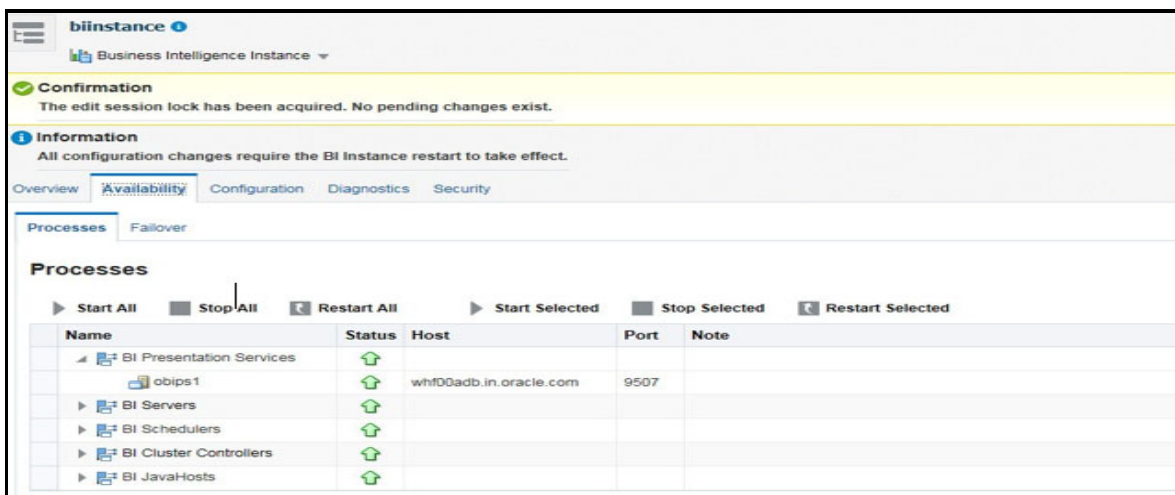 biinstance
Business Intelligence Instance
Confirmation
The edit session lock has been acquired. No pending changes exist.
Information
All configuration changes require the BI Instance restart to take effect.
Overview Availability Configuration Diagnostics Security
Processes Failover
Processes
Start All Stop All Restart All Start Selected Stop Selected Restart Selected
Name Status Host Port Note
BI Presentation Services
obips1 whf00adb.in.oracle.com 9507
BI Servers
BI Schedulers
BI Cluster Controllers
BI JavaHosts